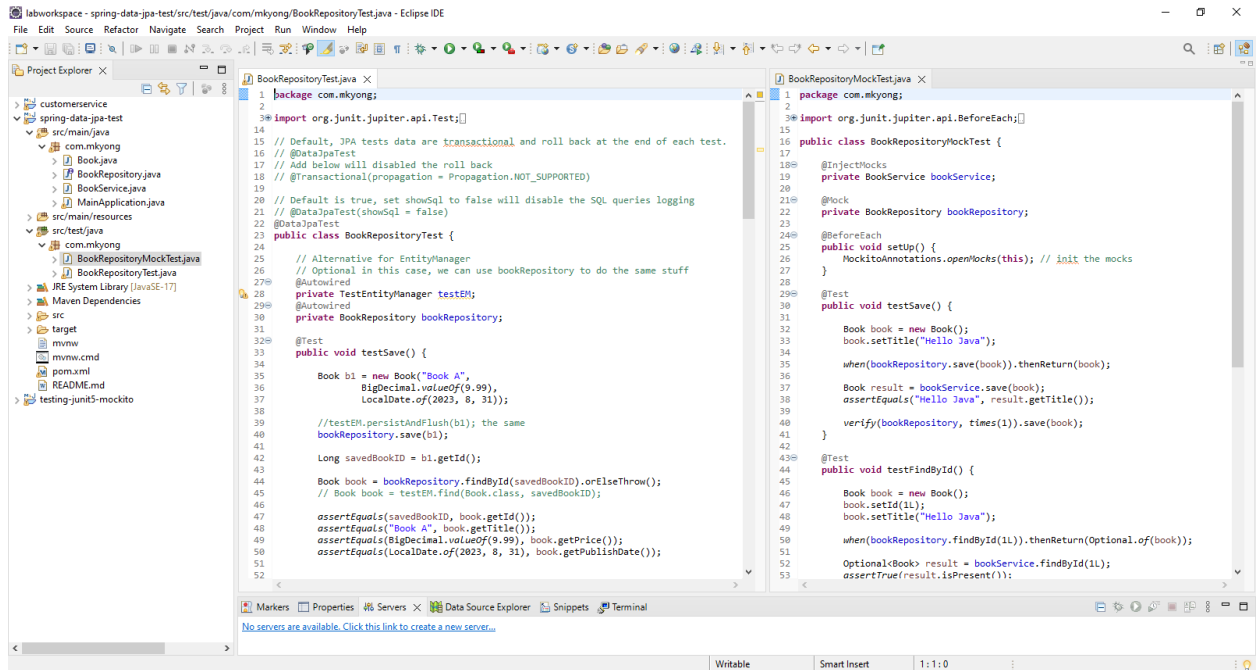 labworkspace - spring-data-jpa-test/src/test/java/com/mkyong/BookRepositoryTest.java - Eclipse IDE
File Edit Source Refactor Navigate Search Project Run Window Help
Project Explorer
customerservice
spring-data-jpa-test
src/main/java
com.mkyong
Book.java
BookRepository.java
BookService.java
MainApplication.java
src/main/resources
src/test/java
com.mkyong
BookRepositoryMockTest.java
BookRepositoryTest.java
JRE System Library [JavaSE-17]
Maven Dependencies
src
target
mvnw
mvnw.cmd
pom.xml
README.md
testing-junit5-mockito
BookRepositoryTest.java
1 package com.mkyong;
2
3 import org.junit.jupiter.api.Test;
14
15 // Default, JPA tests data are transactional and roll back at the end of each test.
16 // @DataJpaTest
17 // Add below will disabled the roll back
18 // @Transactional(propagation = Propagation.NOT_SUPPORTED)
19
20 // Default is true, set showSql to false will disable the SQL queries logging
21 // @DataJpaTest(showSql = false)
22 @DataJpaTest
23 public class BookRepositoryTest {
24
25 // Alternative for EntityManager
26 // Optional in this case, we can use bookRepository to do the same stuff
27 @Autowired
28 private TestEntityManager testEM;
29 @Autowired
30 private BookRepository bookRepository;
31
32 @Test
33 public void testSave() {
34
35 Book b1 = new Book("Book A",
36 BigDecimal.valueOf(9.99),
37 LocalDate.of(2023, 8, 31));
38
39 //testEM.persistAndFlush(b1); the same
40 bookRepository.save(b1);
41
42 Long savedBookID = b1.getId();
43
44 Book book = bookRepository.findById(savedBookID).orElseThrow();
45 // Book book = testEM.find(Book.class, savedBookID);
46
47 assertEquals(savedBookID, book.getId());
48 assertEquals("Book A", book.getTitle());
49 assertEquals(BigDecimal.valueOf(9.99), book.getPrice());
50 assertEquals(LocalDate.of(2023, 8, 31), book.getPublishDate());
51
52
BookRepositoryMockTest.java
1 package com.mkyong;
2
3 import org.junit.jupiter.api.BeforeEach;
15
16 public class BookRepositoryMockTest {
17
18 @InjectMocks
19 private BookService bookService;
20
21 @Mock
22 private BookRepository bookRepository;
23
24 @BeforeEach
25 public void setUp() {
26 MockitoAnnotations.openMocks(this); // init the mocks
27 }
28
29 @Test
30 public void testSave() {
31
32 Book book = new Book();
33 book.setTitle("Hello Java");
34
35 when(bookRepository.save(book)).thenReturn(book);
36
37 Book result = bookService.save(book);
38 assertEquals("Hello Java", result.getTitle());
39
40 verify(bookRepository, times(1)).save(book);
41 }
42
43 @Test
44 public void testFindById() {
45
46 Book book = new Book();
47 book.setId(1L);
48 book.setTitle("Hello Java");
49
50 when(bookRepository.findById(1L)).thenReturn(Optional.of(book));
51
52 Optional<Book> result = bookService.findById(1L);
53 assertTrue(result.isPresent());
Markers Properties Servers Data Source Explorer Snippets Terminal
No servers are available. Click this link to create a new server...
Writable Smart Insert 1:1:0